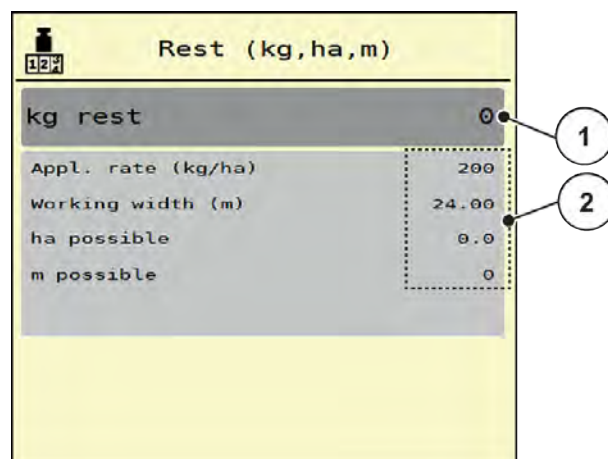 Rest (kg,ha,m)
kg rest 0
1
Appl. rate (kg/ha) 200
Working width (m) 24.00
2
ha possible 0.0
m possible 0